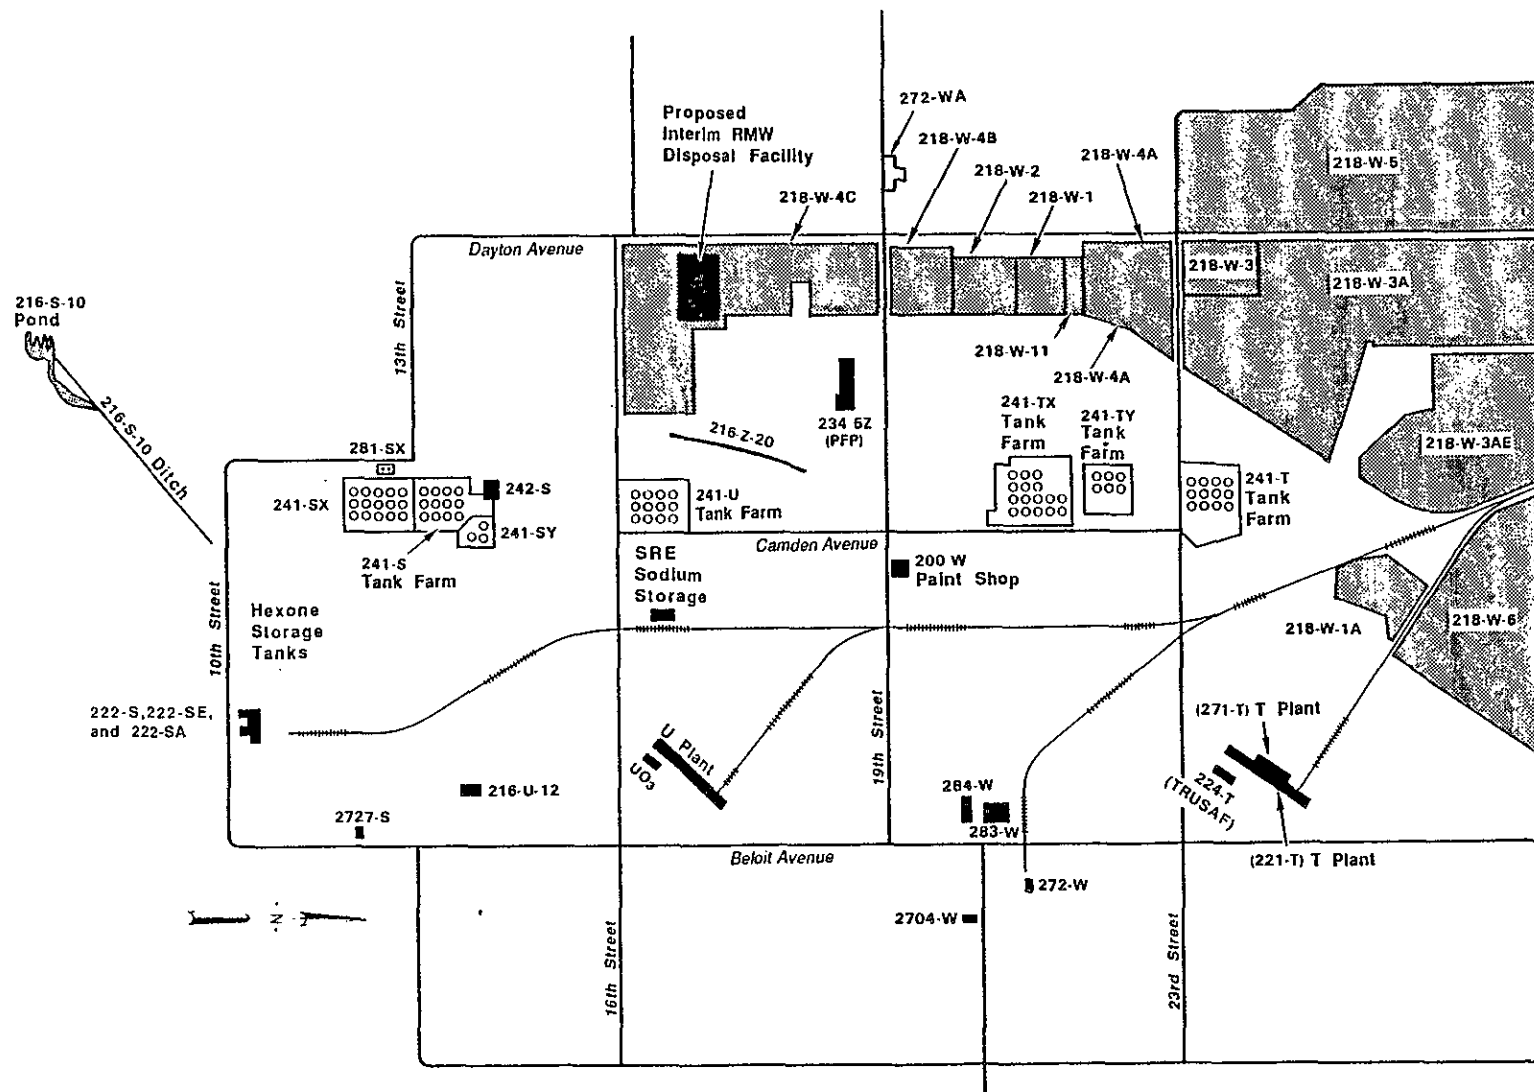 272-WA
Proposed
Interim RMW
Disposal Facility
218-W-4B
218-W-4A
218-W-5
218-W-2
218-W-1
218-W-4C
Dayton Avenue
218-W-3
218-W-3A
216-S-10
Pond
13th Street
218-W-11
218-W-4A
216-S-10 Ditch
216-Z-20
234 5Z
(PFP)
241-TX
Tank
Farm
241-TY
Tank
Farm
218-W-3AE
281-SX
241-SX
242-S
241-SY
241-S
Tank Farm
241-U
Tank Farm
241-T
Tank
Farm
Camden Avenue
SRE
Sodium
Storage
200 W
Paint Shop
10th Street
Hexone
Storage
Tanks
218-W-1A
218-W-6
222-S,222-SE,
and 222-SA
U Plant
UO3
19th Street
(271-T) T Plant
224-T
(TRUSAF)
216-U-12
284-W
283-W
2727-S
Beloit Avenue
(221-T) T Plant
272-W
N
2704-W
16th Street
23rd Street